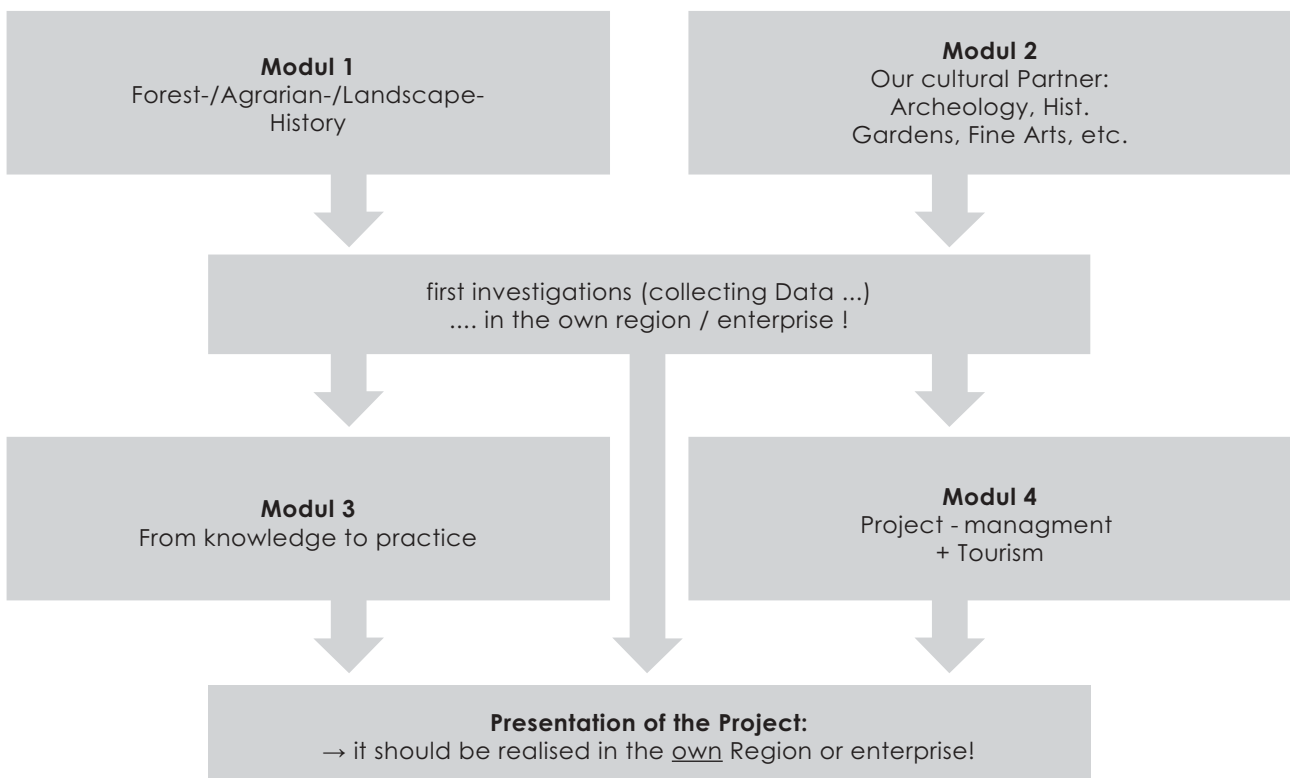 Modul 1
Forest-/Agrarian-/Landscape-
History
Modul 2
Our cultural Partner:
Archeology, Hist.
Gardens, Fine Arts, etc.
first investigations (collecting Data ...)
.... in the own region / enterprise !
Modul 3
From knowledge to practice
Modul 4
Project - managment
+ Tourism
Presentation of the Project:
→ it should be realised in the own Region or enterprise!